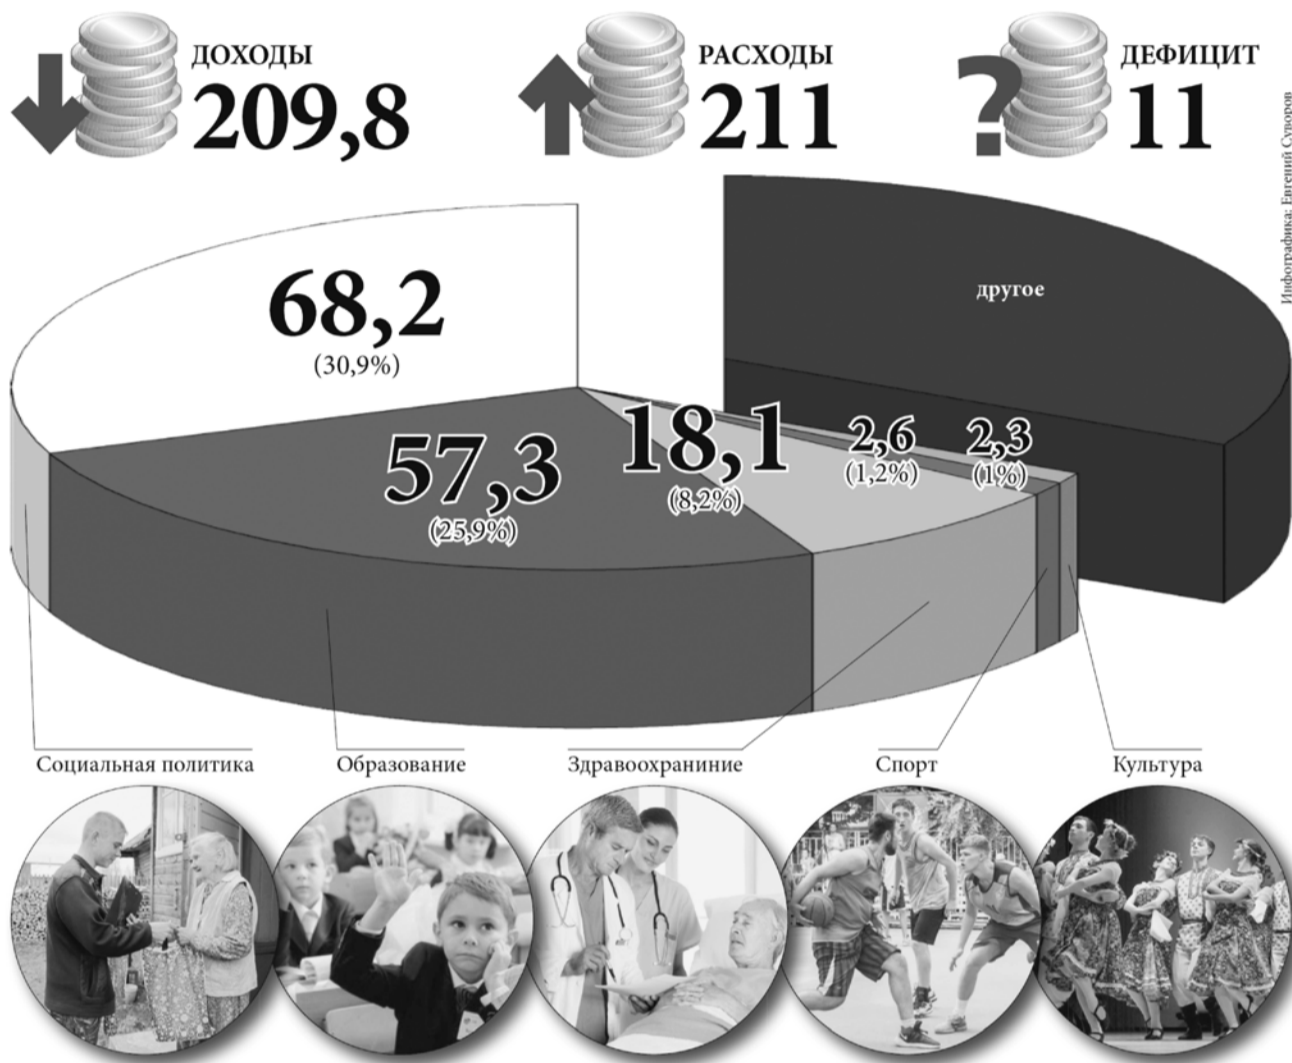 ДОХОДЫ
209,8
РАСХОДЫ
211
?
ДЕФИЦИТ
11
Инфографика: Евгений Суворов
68,2
(30,9%)
другое
57,3
(25,9%)
18,1
(8,2%)
2,6
(1,2%)
2,3
(1%)
Социальная политика
Образование
Здравоохраниние
Спорт
Культура